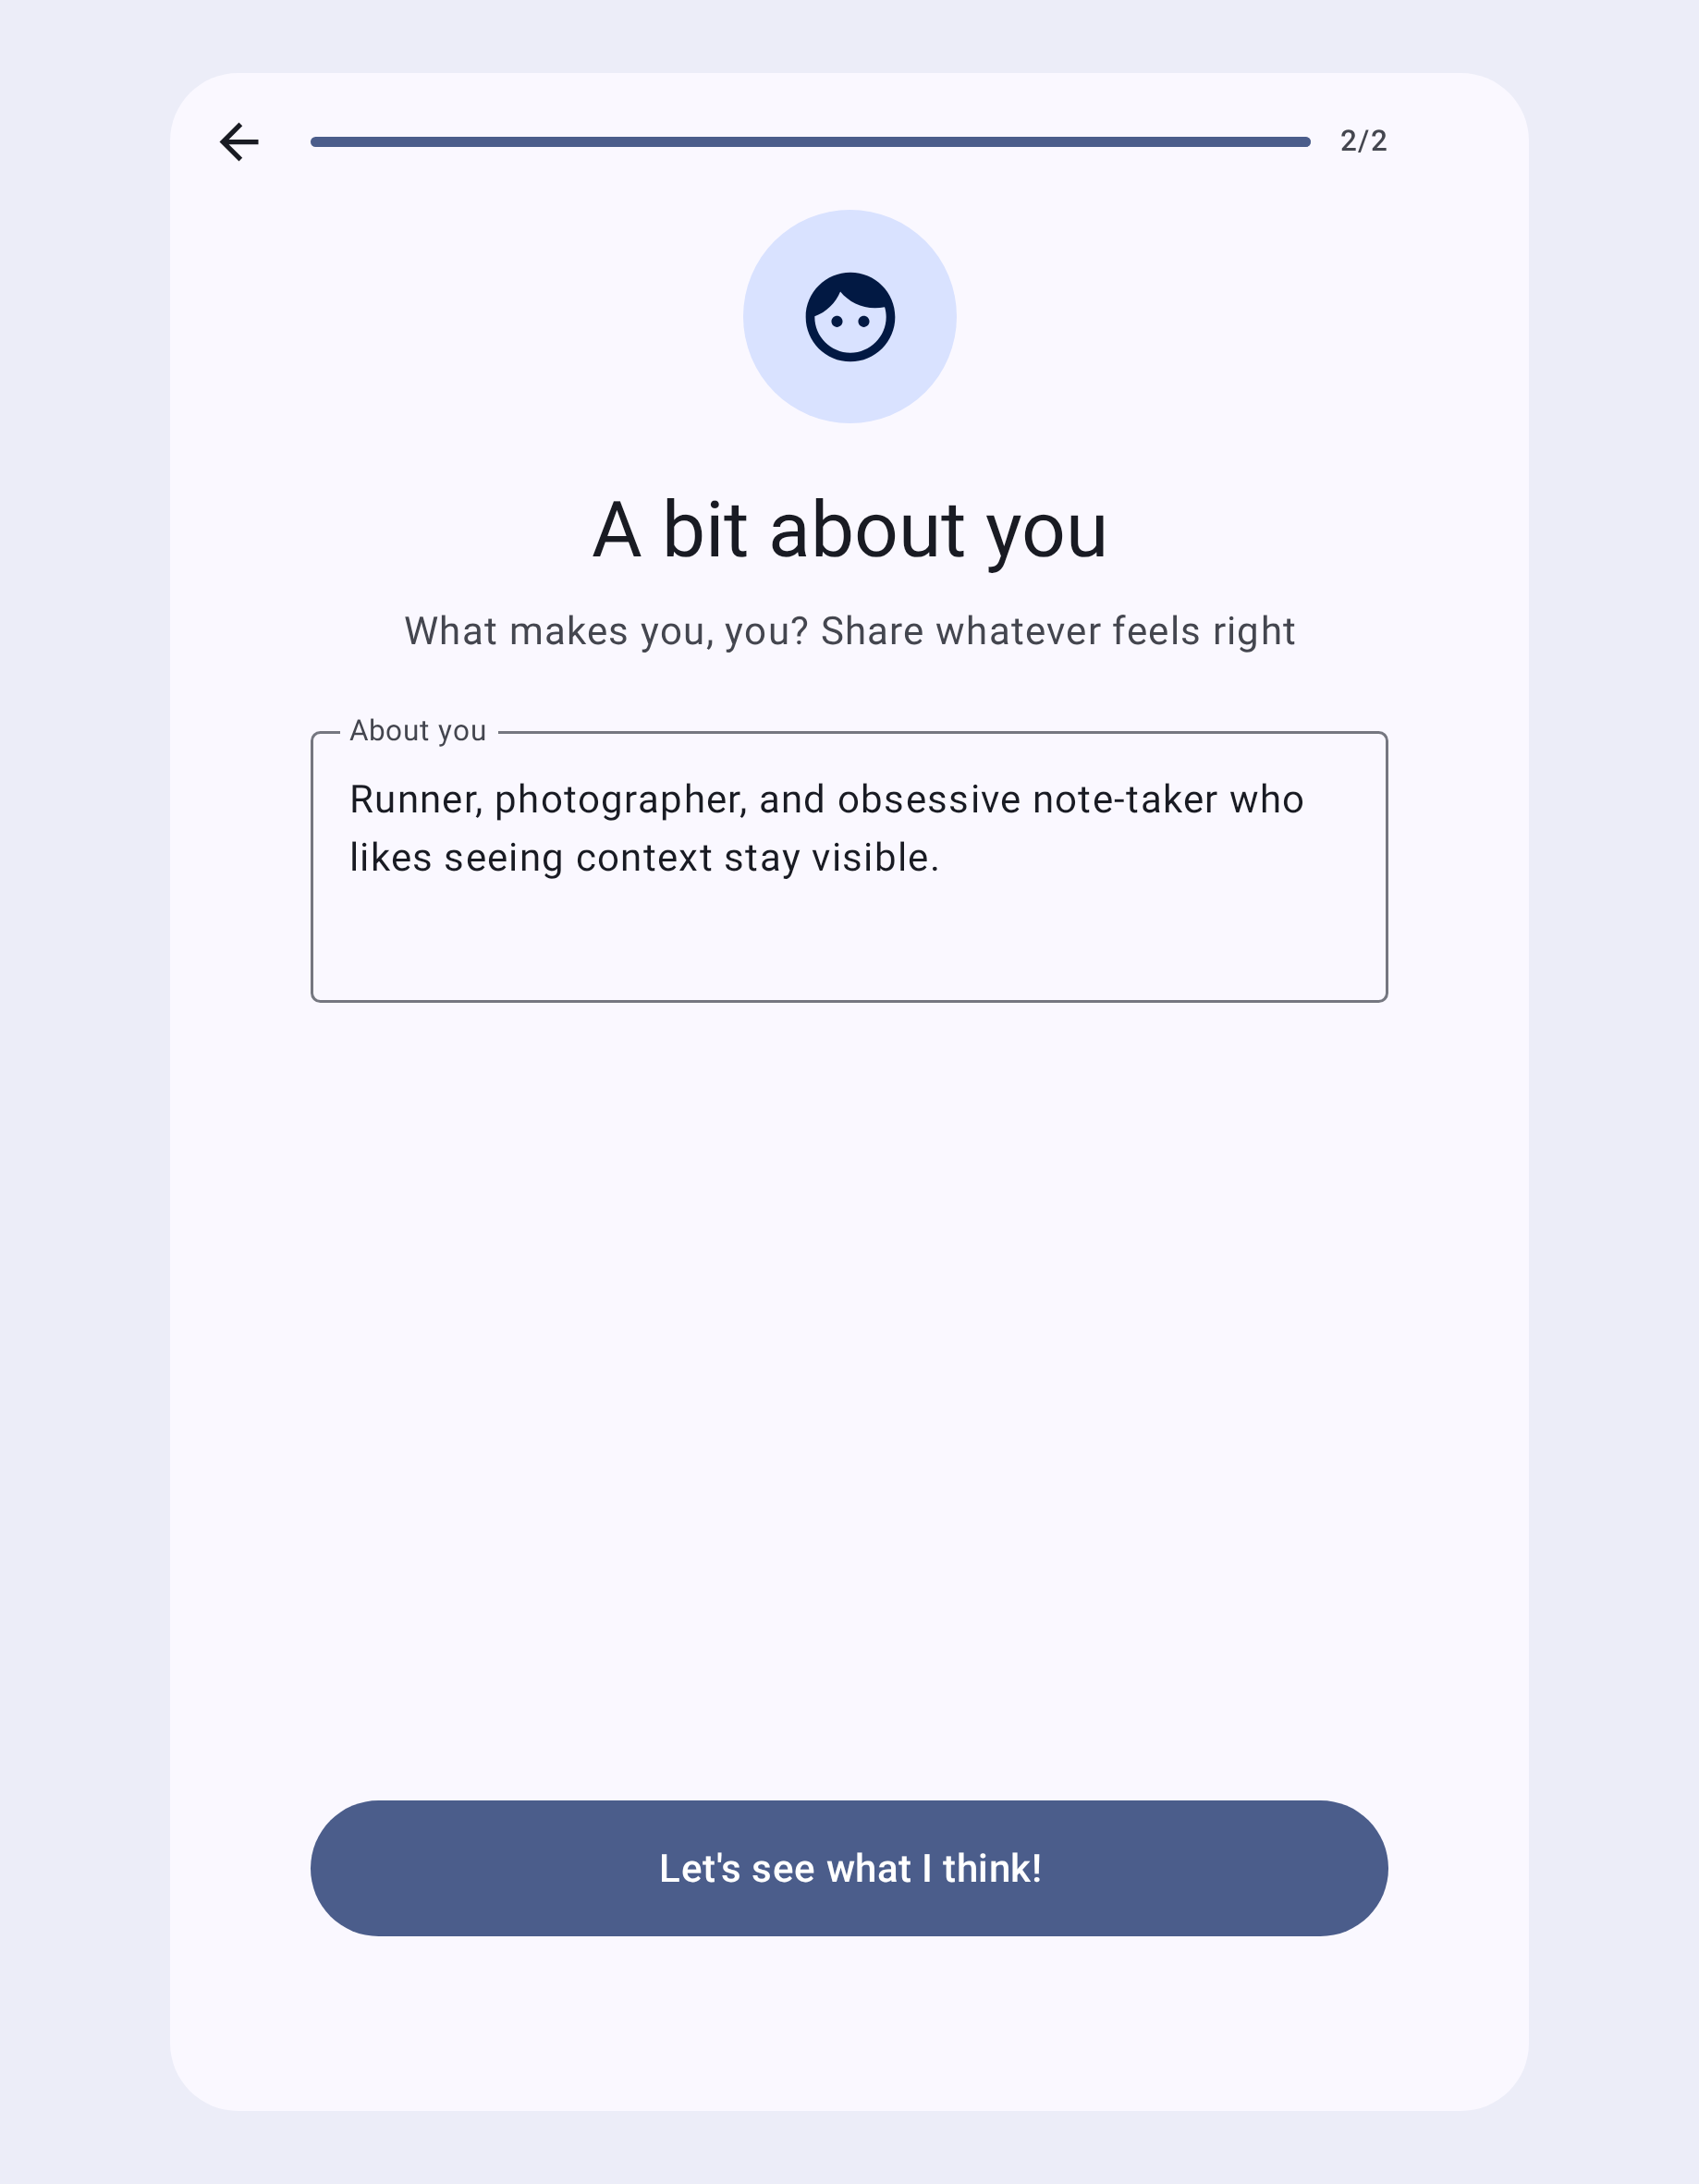 2/2
A bit about you
What makes you, you? Share whatever feels right
About you
Runner, photographer, and obsessive note-taker who
likes seeing context stay visible.
Let's see what I think!